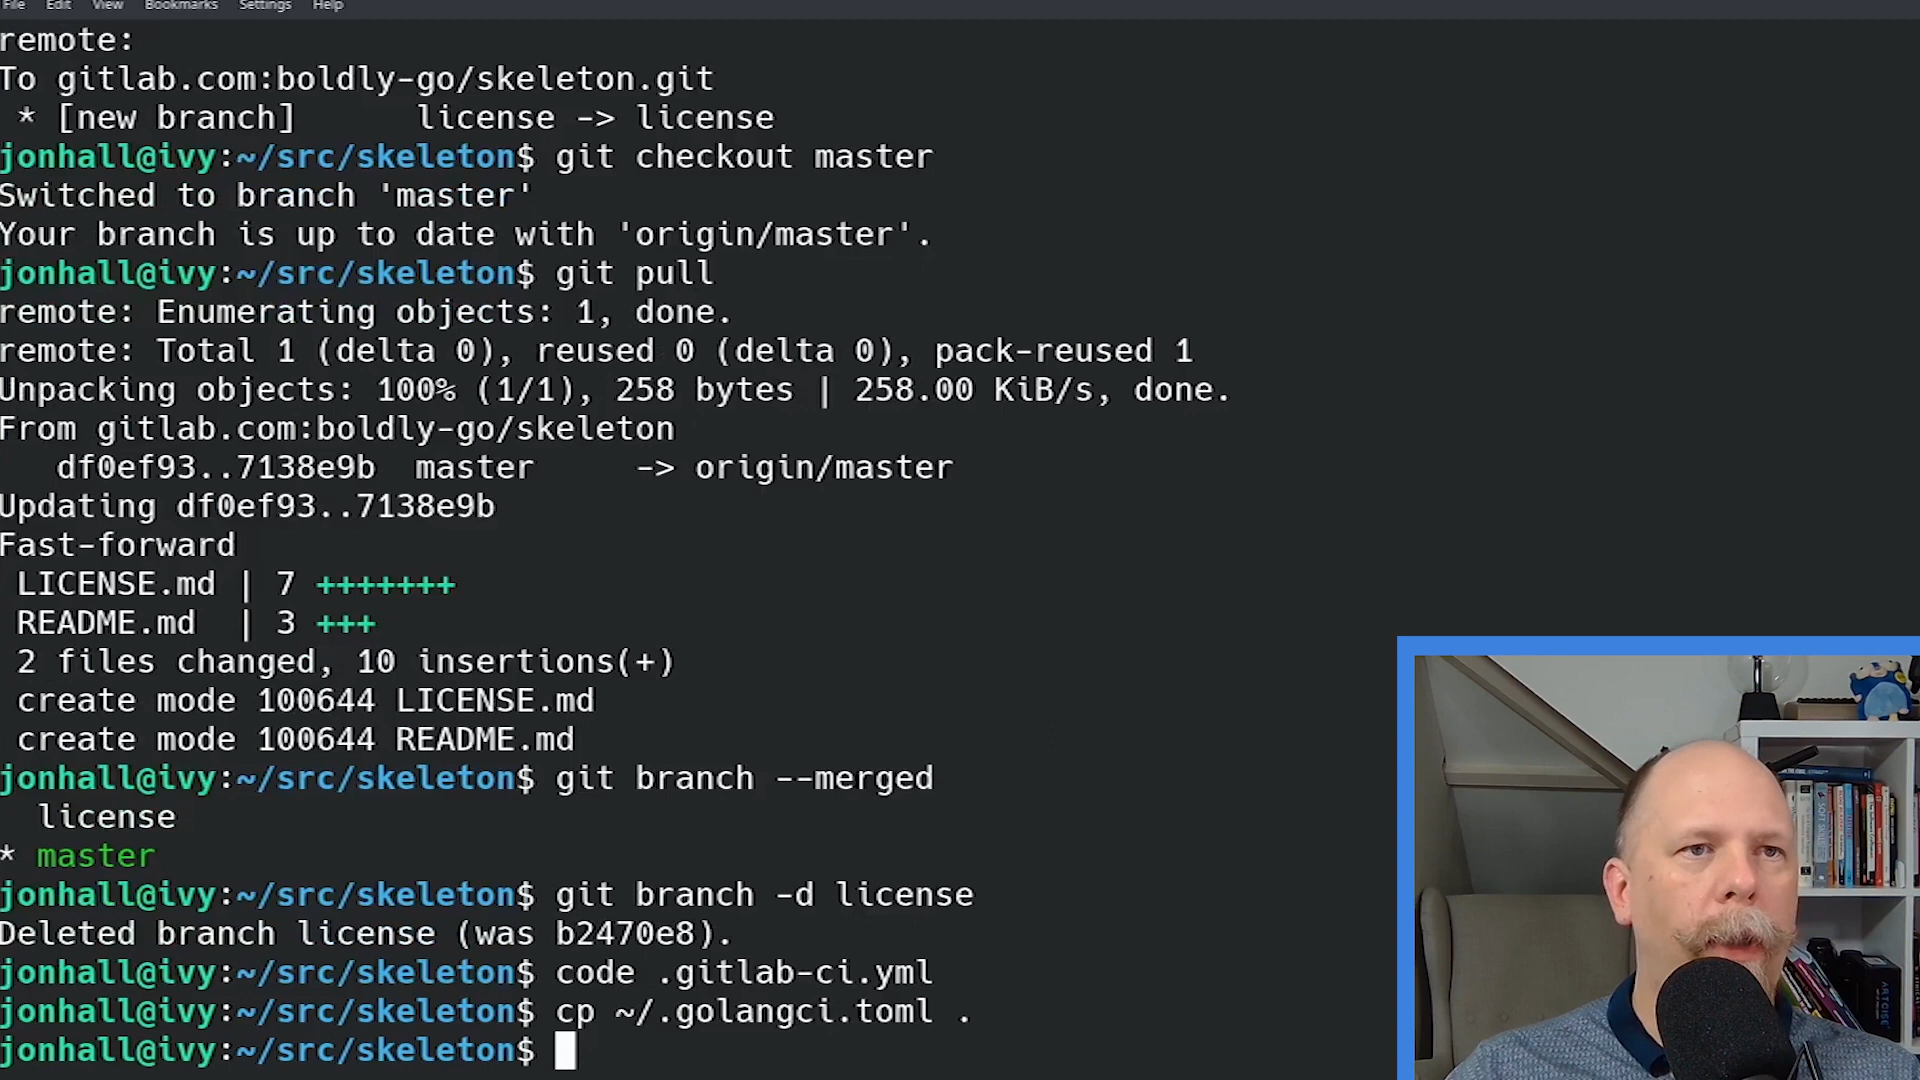 File Edit View Bookmarks Settings Help
remote:
To gitlab.com:boldly-go/skeleton.git
 * [new branch]      license -> license
jonhall@ivy:~/src/skeleton$ git checkout master
Switched to branch 'master'
Your branch is up to date with 'origin/master'.
jonhall@ivy:~/src/skeleton$ git pull
remote: Enumerating objects: 1, done.
remote: Total 1 (delta 0), reused 0 (delta 0), pack-reused 1
Unpacking objects: 100% (1/1), 258 bytes | 258.00 KiB/s, done.
From gitlab.com:boldly-go/skeleton
   df0ef93..7138e9b  master     -> origin/master
Updating df0ef93..7138e9b
Fast-forward
 LICENSE.md | 7 +++++++
 README.md  | 3 +++
 2 files changed, 10 insertions(+)
 create mode 100644 LICENSE.md
 create mode 100644 README.md
jonhall@ivy:~/src/skeleton$ git branch --merged
  license
* master
jonhall@ivy:~/src/skeleton$ git branch -d license
Deleted branch license (was b2470e8).
jonhall@ivy:~/src/skeleton$ code .gitlab-ci.yml
jonhall@ivy:~/src/skeleton$ cp ~/.golangci.toml .
jonhall@ivy:~/src/skeleton$